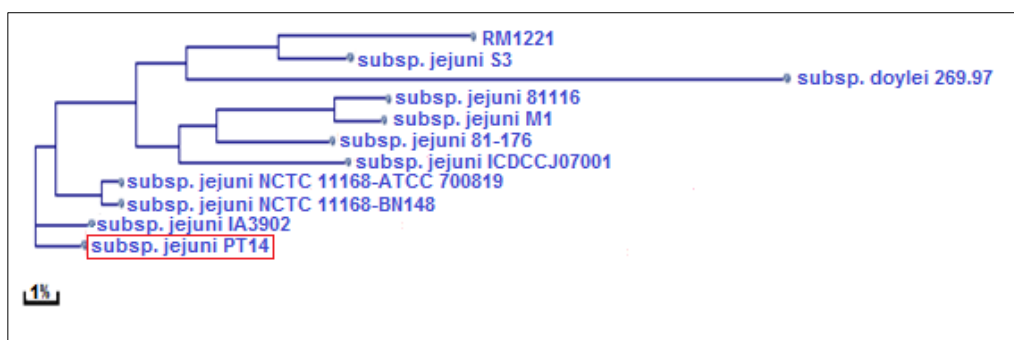 RM1221
subsp. jejuni S3
subsp. doylei 269.97
subsp. jejuni 81116
subsp. jejuni M1
subsp. jejuni 81-176
subsp. jejuni ICDCCJ07001
subsp. jejuni NCTC 11168-ATCC 700819
subsp. jejuni NCTC 11168-BN148
subsp. jejuni IA3902
subsp. jejuni PT14
1%